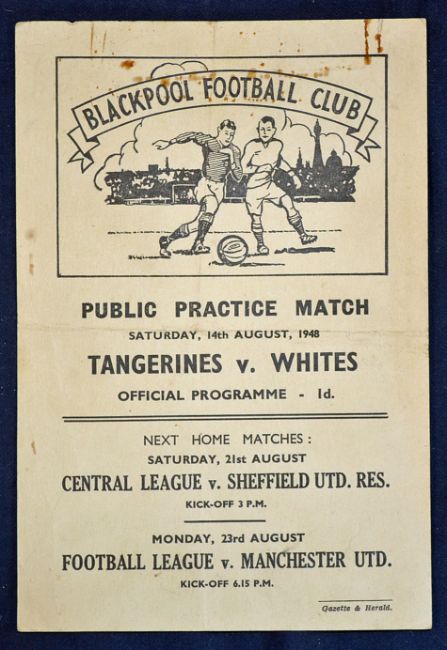 BLACKPOOL FOOTBALL CLUB
PUBLIC PRACTICE MATCH
SATURDAY, 14th AUGUST, 1948
TANGERINES v. WHITES
OFFICIAL PROGRAMME - 1d.
NEXT HOME MATCHES :
SATURDAY, 21st AUGUST
CENTRAL LEAGUE v. SHEFFIELD UTD. RES.
KICK-OFF 3 P.M.
MONDAY, 23rd AUGUST
FOOTBALL LEAGUE v. MANCHESTER UTD.
KICK-OFF 6.15 P.M.
Gazette & Herald.